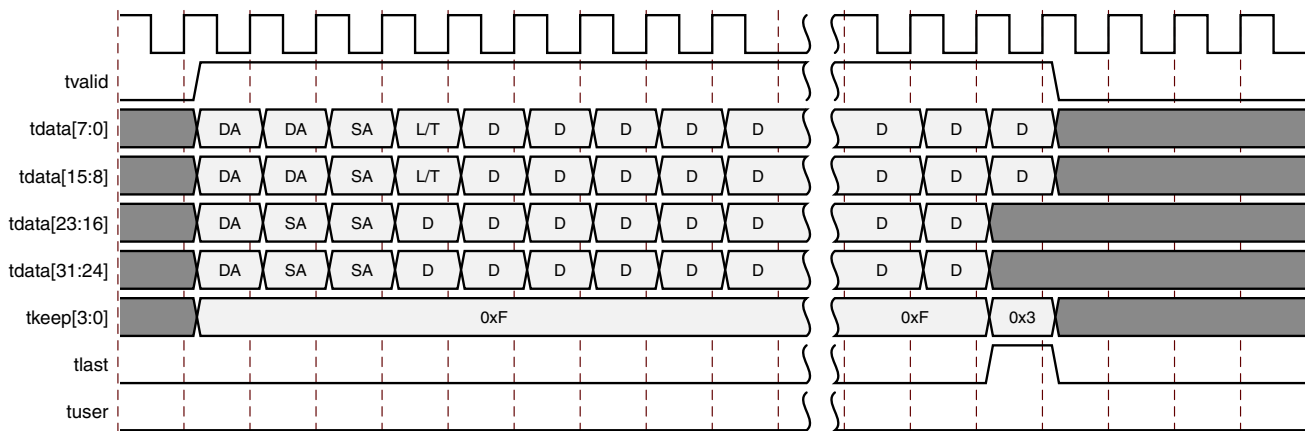 tvalid
tdata[7:0] DA DA SA L/T D D D D D D D D
tdata[15:8] DA DA SA L/T D D D D D D D D
tdata[23:16] DA SA SA D D D D D D D D
tdata[31:24] DA SA SA D D D D D D D D
tkeep[3:0] 0xF 0xF 0x3
tlast
tuser